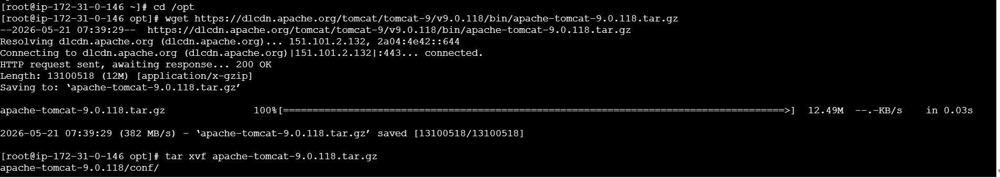 [root@ip-172-31-0-146 ~]# cd /opt
[root@ip-172-31-0-146 opt]# wget https://dlcdn.apache.org/tomcat/tomcat-9/v9.0.118/bin/apache-tomcat-9.0.118.tar.gz
--2026-05-21 07:39:29--  https://dlcdn.apache.org/tomcat/tomcat-9/v9.0.118/bin/apache-tomcat-9.0.118.tar.gz
Resolving dlcdn.apache.org (dlcdn.apache.org)... 151.101.2.132, 2a04:4e42::644
Connecting to dlcdn.apache.org (dlcdn.apache.org)|151.101.2.132|:443... connected.
HTTP request sent, awaiting response... 200 OK
Length: 13100518 (12M) [application/x-gzip]
Saving to: ‘apache-tomcat-9.0.118.tar.gz’
apache-tomcat-9.0.118.tar.gz 100%[=====================================================================================>] 12.49M --.-KB/s in 0.03s
2026-05-21 07:39:29 (382 MB/s) - ‘apache-tomcat-9.0.118.tar.gz’ saved [13100518/13100518]
[root@ip-172-31-0-146 opt]# tar xvf apache-tomcat-9.0.118.tar.gz
apache-tomcat-9.0.118/conf/